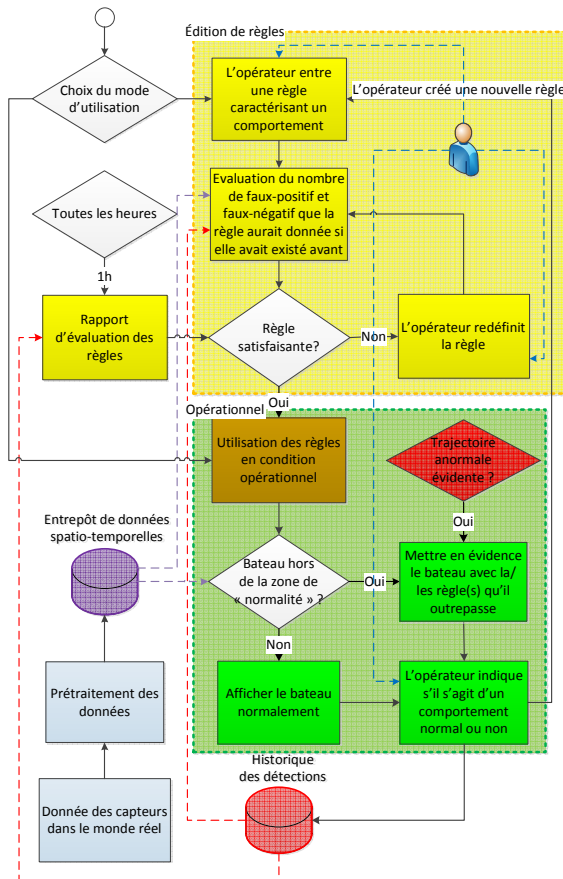 Édition de règles
Choix du mode
d'utilisation
L'opérateur entre
une règle
caractérisant un
comportement
L'opérateur créé une nouvelle règle
Evaluation du nombre
de faux-positif et
faux-négatif que la
règle aurait donnée si
elle avait existé avant
Toutes les heures
1h
Rapport
d'évaluation des
règles
Règle
satisfaisante?
Non
L'opérateur redéfinit
la règle
Oui
Opérationnel
Utilisation des règles
en condition
opérationnel
Trajectoire
anormale
évidente ?
Oui
Entrepôt de données
spatio-temporelles
Bateau hors
de la zone de
« normalité » ?
Oui
Mettre en évidence
le bateau avec la/
les règle(s) qu'il
outrepasse
Non
Prétraitement des
données
Afficher le bateau
normalement
L'opérateur indique
s'il s'agit d'un
comportement
normal ou non
Historique
des détections
Donnée des capteurs
dans le monde réel